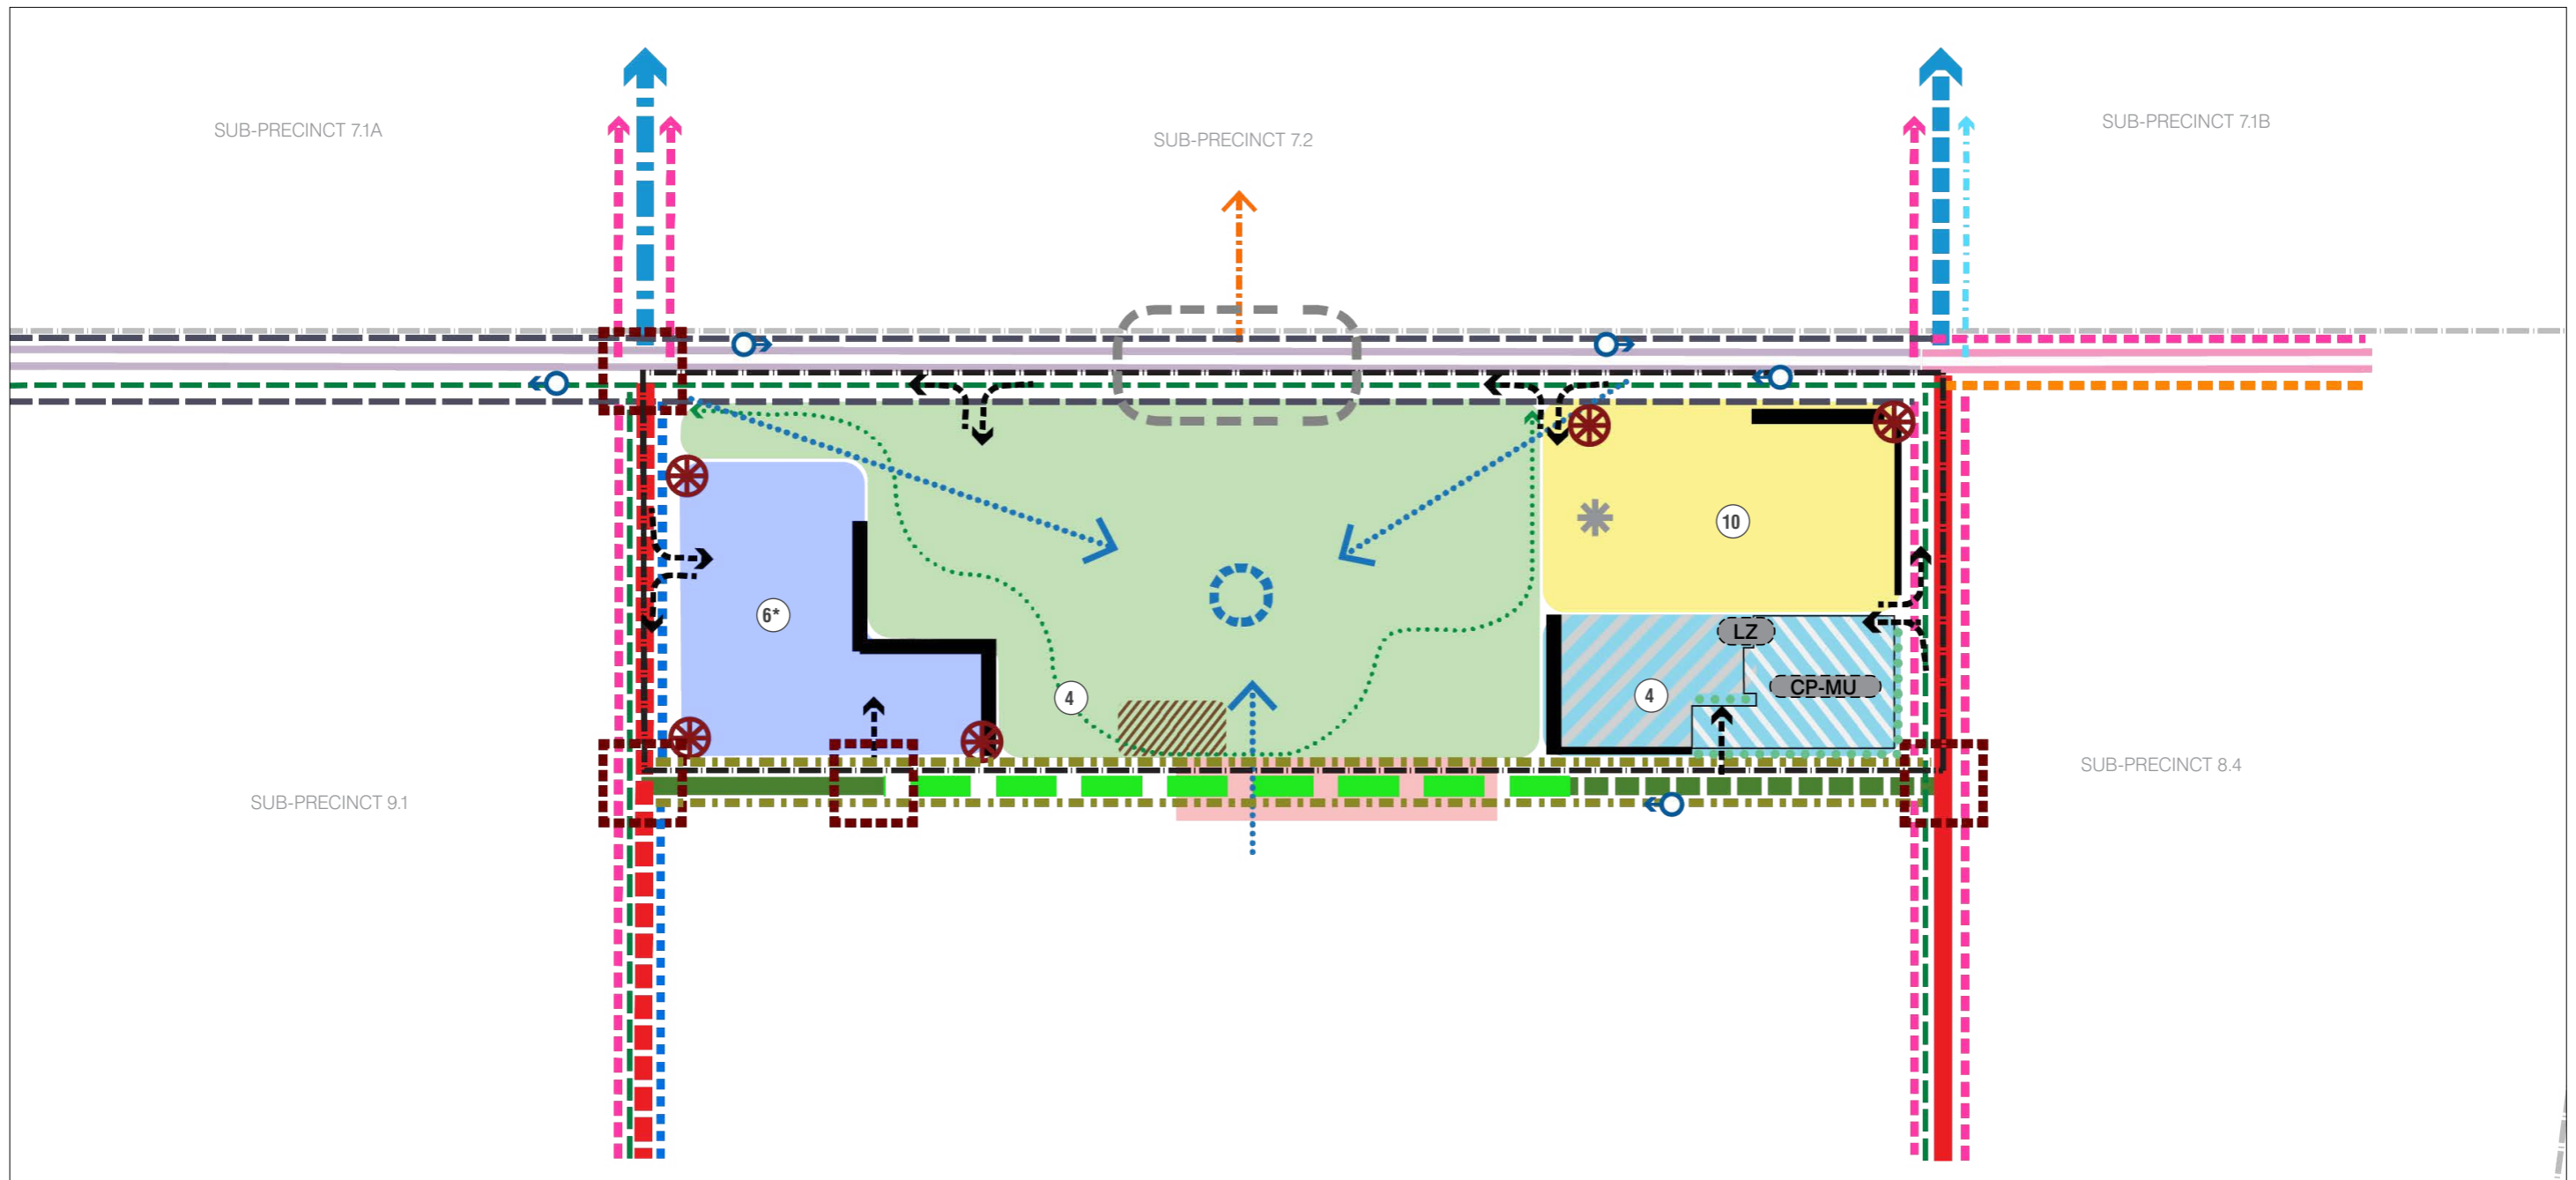 SUB-PRECINCT 7.1A
SUB-PRECINCT 7.2
SUB-PRECINCT 7.1B
10
6*
LZ
CP-MU
4
4
SUB-PRECINCT 9.1
SUB-PRECINCT 8.4